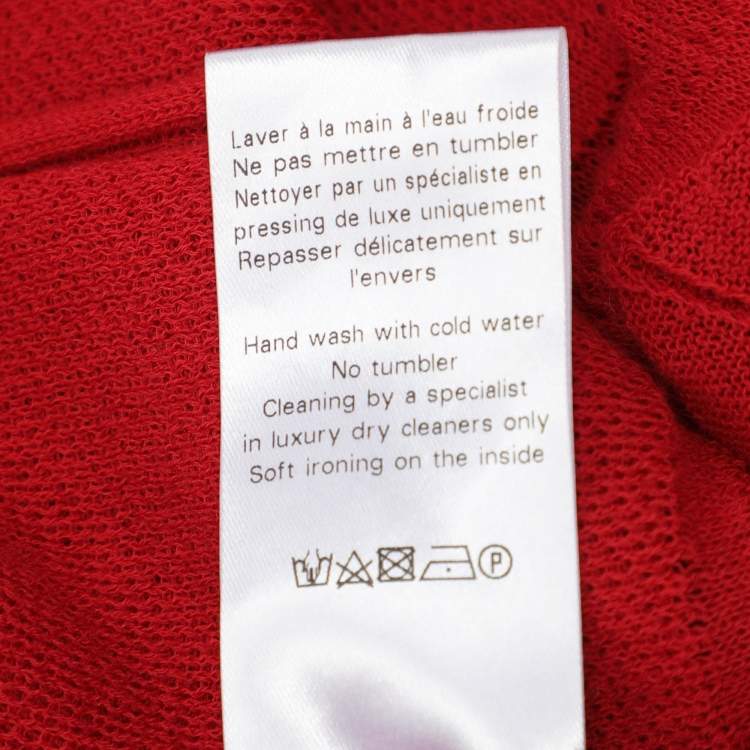 Laver à la main à l'eau froide
Ne pas mettre en tumbler
Nettoyer par un spécialiste en
pressing de luxe uniquement
Repasser délicatement sur
l'envers
Hand wash with cold water
No tumbler
Cleaning by a specialist
in luxury dry cleaners only
Soft ironing on the inside
P